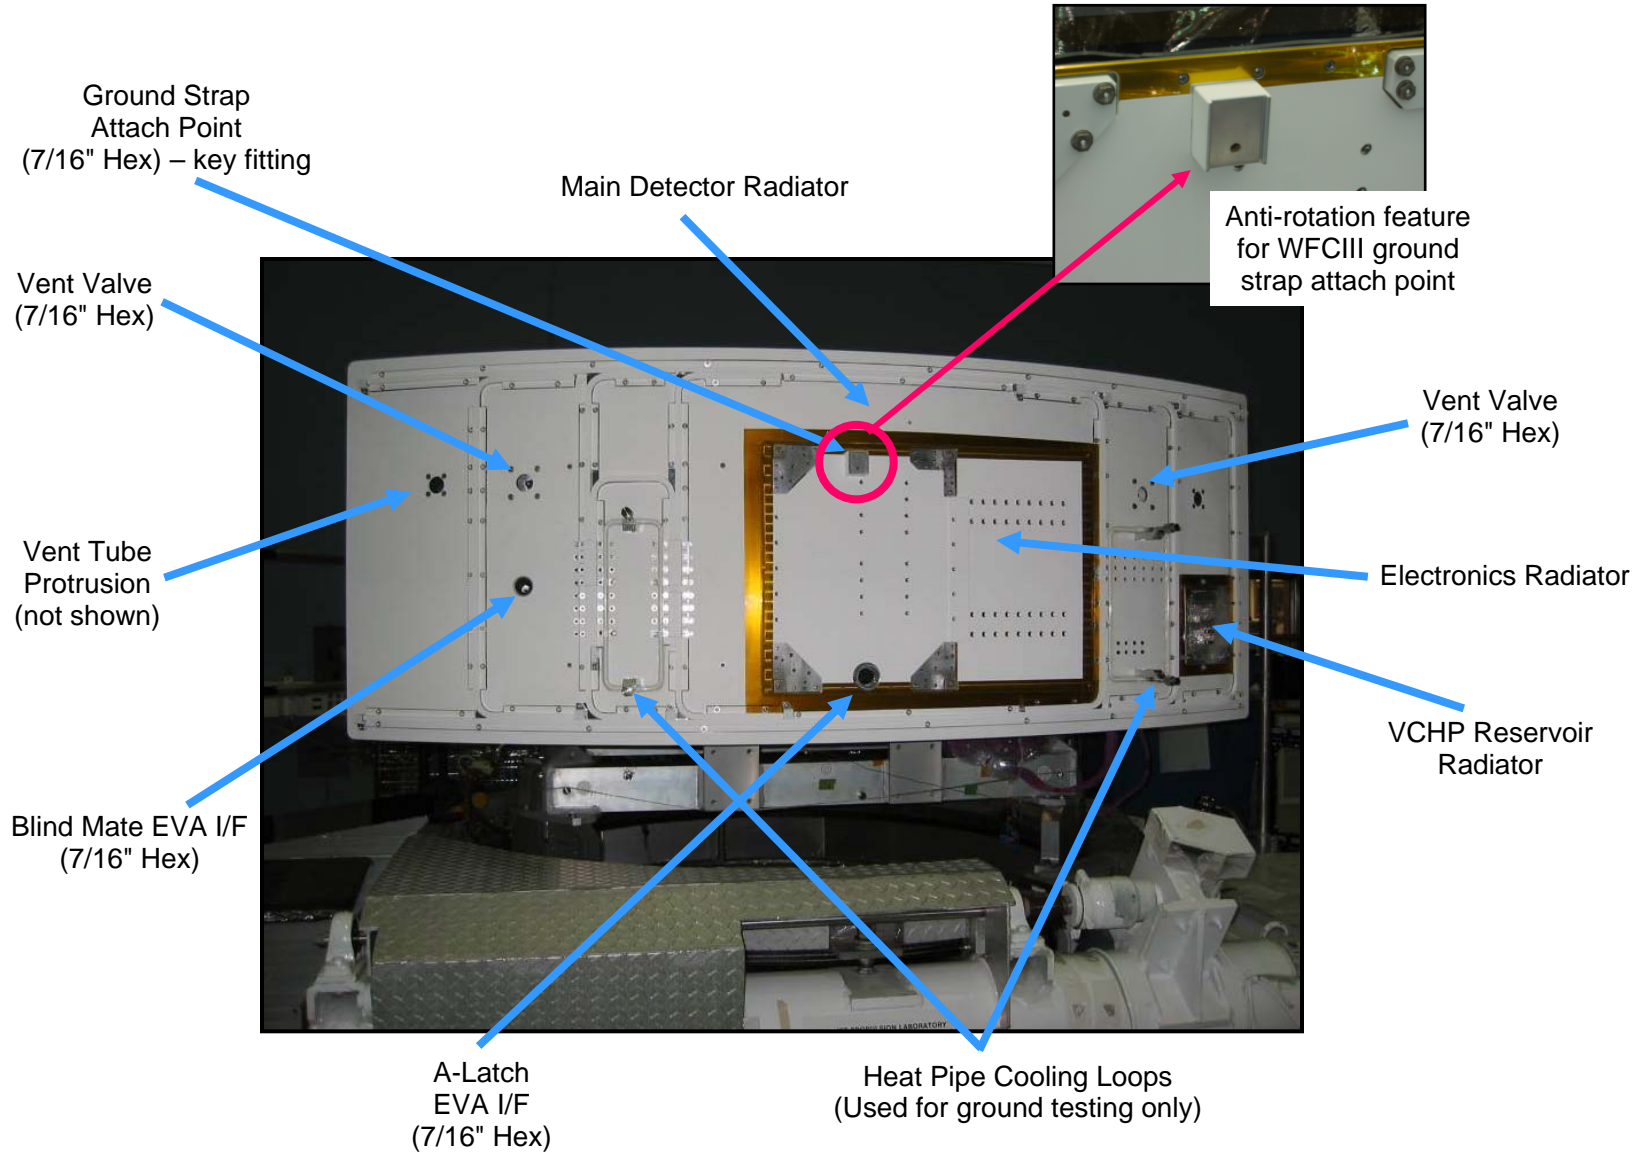 Ground Strap
Attach Point
(7/16" Hex) – key fitting
Main Detector Radiator
Anti-rotation feature
for WFCIII ground
strap attach point
Vent Valve
(7/16" Hex)
Vent Valve
(7/16" Hex)
Vent Tube
Protrusion
(not shown)
Electronics Radiator
VCHP Reservoir
Radiator
Blind Mate EVA I/F
(7/16" Hex)
PROPULSION LABORATORY
A-Latch
EVA I/F
(7/16" Hex)
Heat Pipe Cooling Loops
(Used for ground testing only)